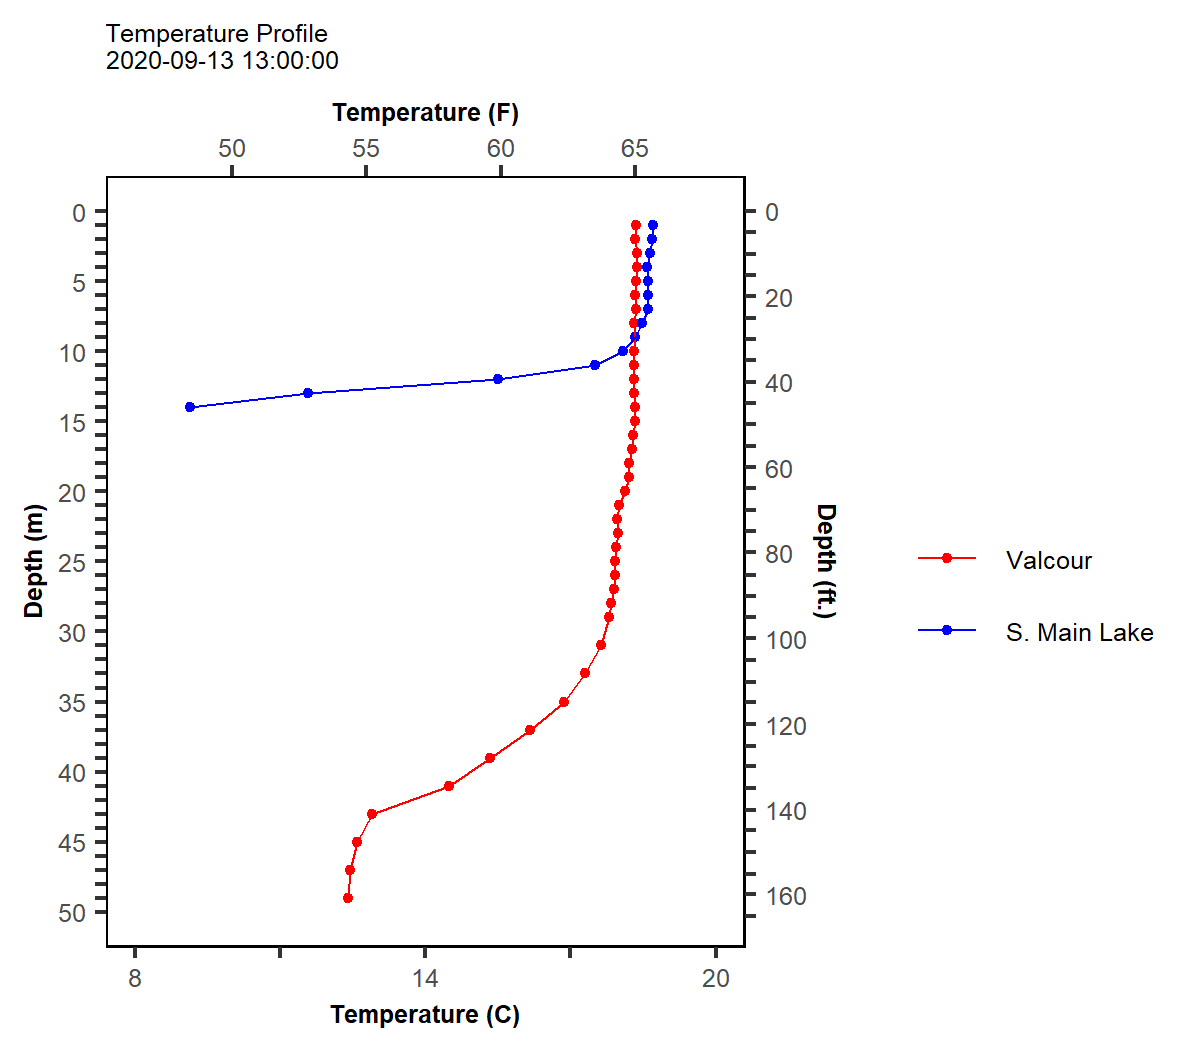 Temperature Profile
2020-09-13 13:00:00
Temperature (F)
50 55 60 65
0
5
10
15
20
25
30
35
40
45
50
Depth (m)
0
20
40
60
80
100
120
140
160
Depth (ft.)
8 14 20
Temperature (C)
Valcour
S. Main Lake